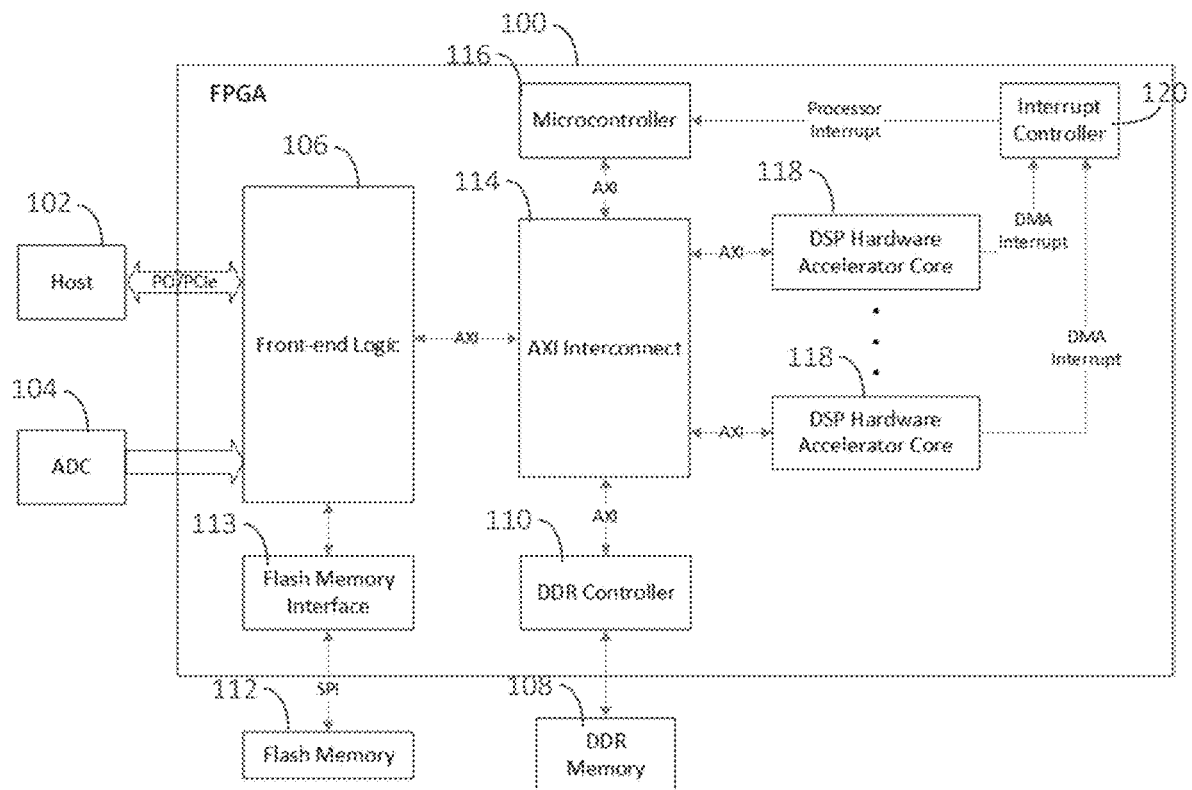 100
116
FPGA
Microcontroller
Processor
Interrupt
Interrupt
Controller
120
106
AXI
114
118
102
DSP Hardware
Accelerator Core
DMA
Interrupt
Host
PCI/PCIe
AXI
Front-end Logic
AXI
AXI Interconnect
DMA
Interrupt
118
104
DSP Hardware
Accelerator Core
AXI
ADC
113
AXI
110
Flash Memory
Interface
DDR Controller
112
SPI
108
Flash Memory
DDR
Memory